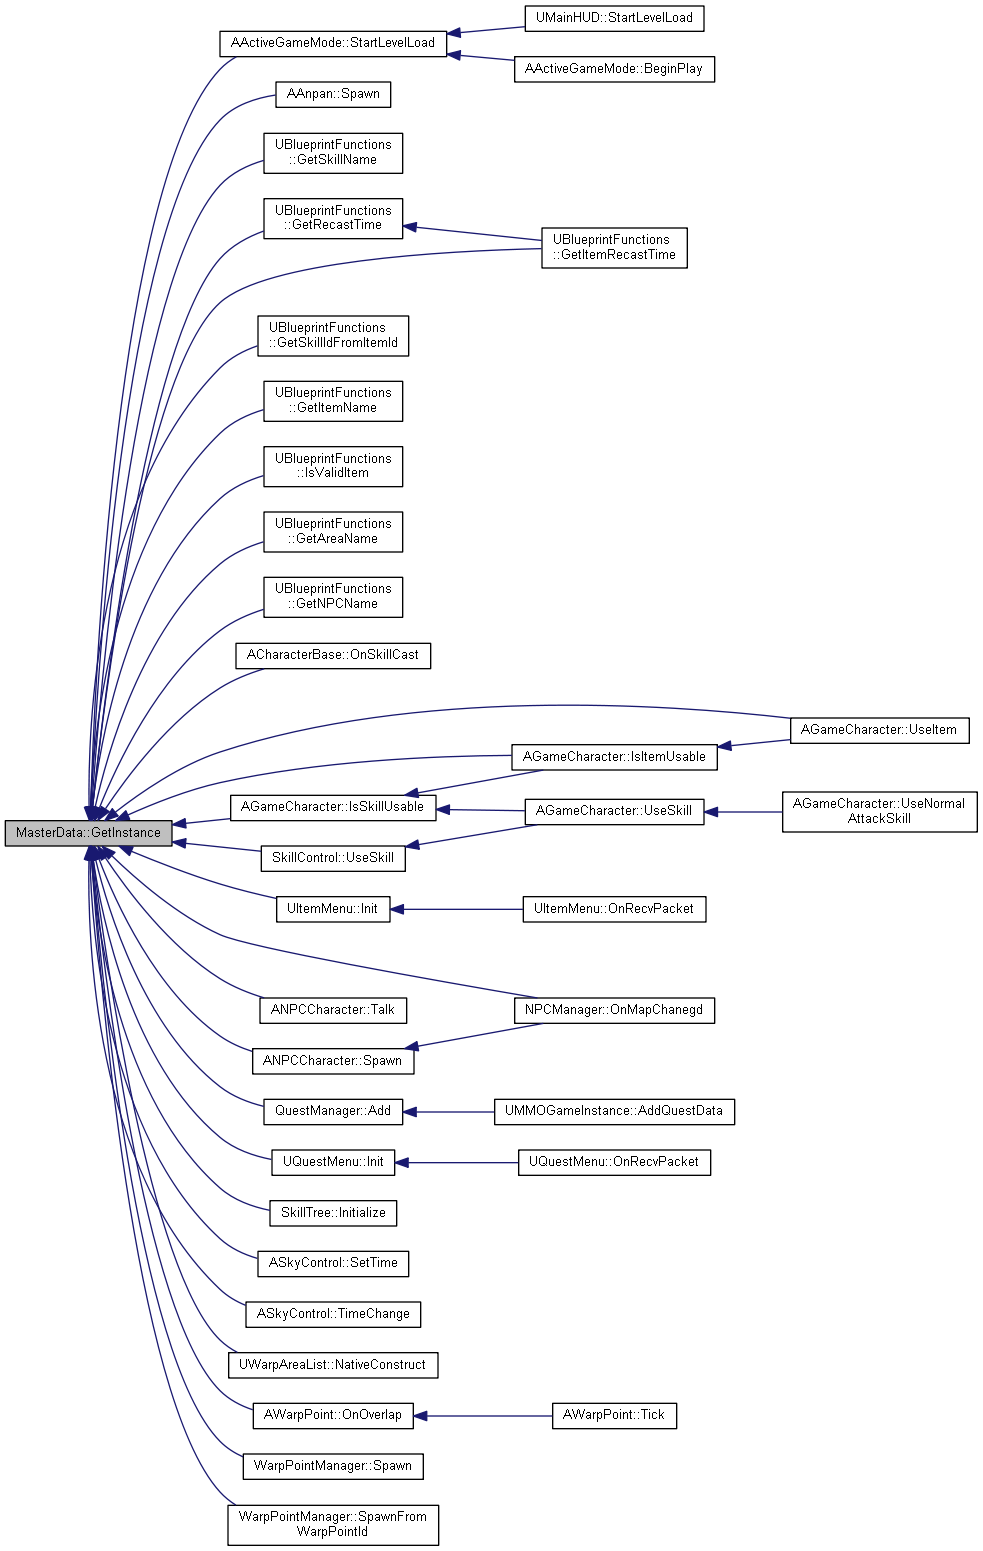 UMainHUD::StartLevelLoad
AActiveGameMode::StartLevelLoad
AActiveGameMode::BeginPlay
AAnpan::Spawn
UBlueprintFunctions
::GetSkillName
UBlueprintFunctions
::GetRecastTime
UBlueprintFunctions
::GetItemRecastTime
UBlueprintFunctions
::GetSkillIdFromItemId
UBlueprintFunctions
::GetItemName
UBlueprintFunctions
::IsValidItem
UBlueprintFunctions
::GetAreaName
UBlueprintFunctions
::GetNPCName
ACharacterBase::OnSkillCast
AGameCharacter::UseItem
AGameCharacter::IsItemUsable
AGameCharacter::IsSkillUsable
AGameCharacter::UseSkill
AGameCharacter::UseNormal
AttackSkill
MasterData::GetInstance
SkillControl::UseSkill
UItemMenu::Init
UItemMenu::OnRecvPacket
ANPCCharacter::Talk
NPCManager::OnMapChanegd
ANPCCharacter::Spawn
QuestManager::Add
UMMOGameInstance::AddQuestData
UQuestMenu::Init
UQuestMenu::OnRecvPacket
SkillTree::Initialize
ASkyControl::SetTime
ASkyControl::TimeChange
UWarpAreaList::NativeConstruct
AWarpPoint::OnOverlap
AWarpPoint::Tick
WarpPointManager::Spawn
WarpPointManager::SpawnFrom
WarpPointId